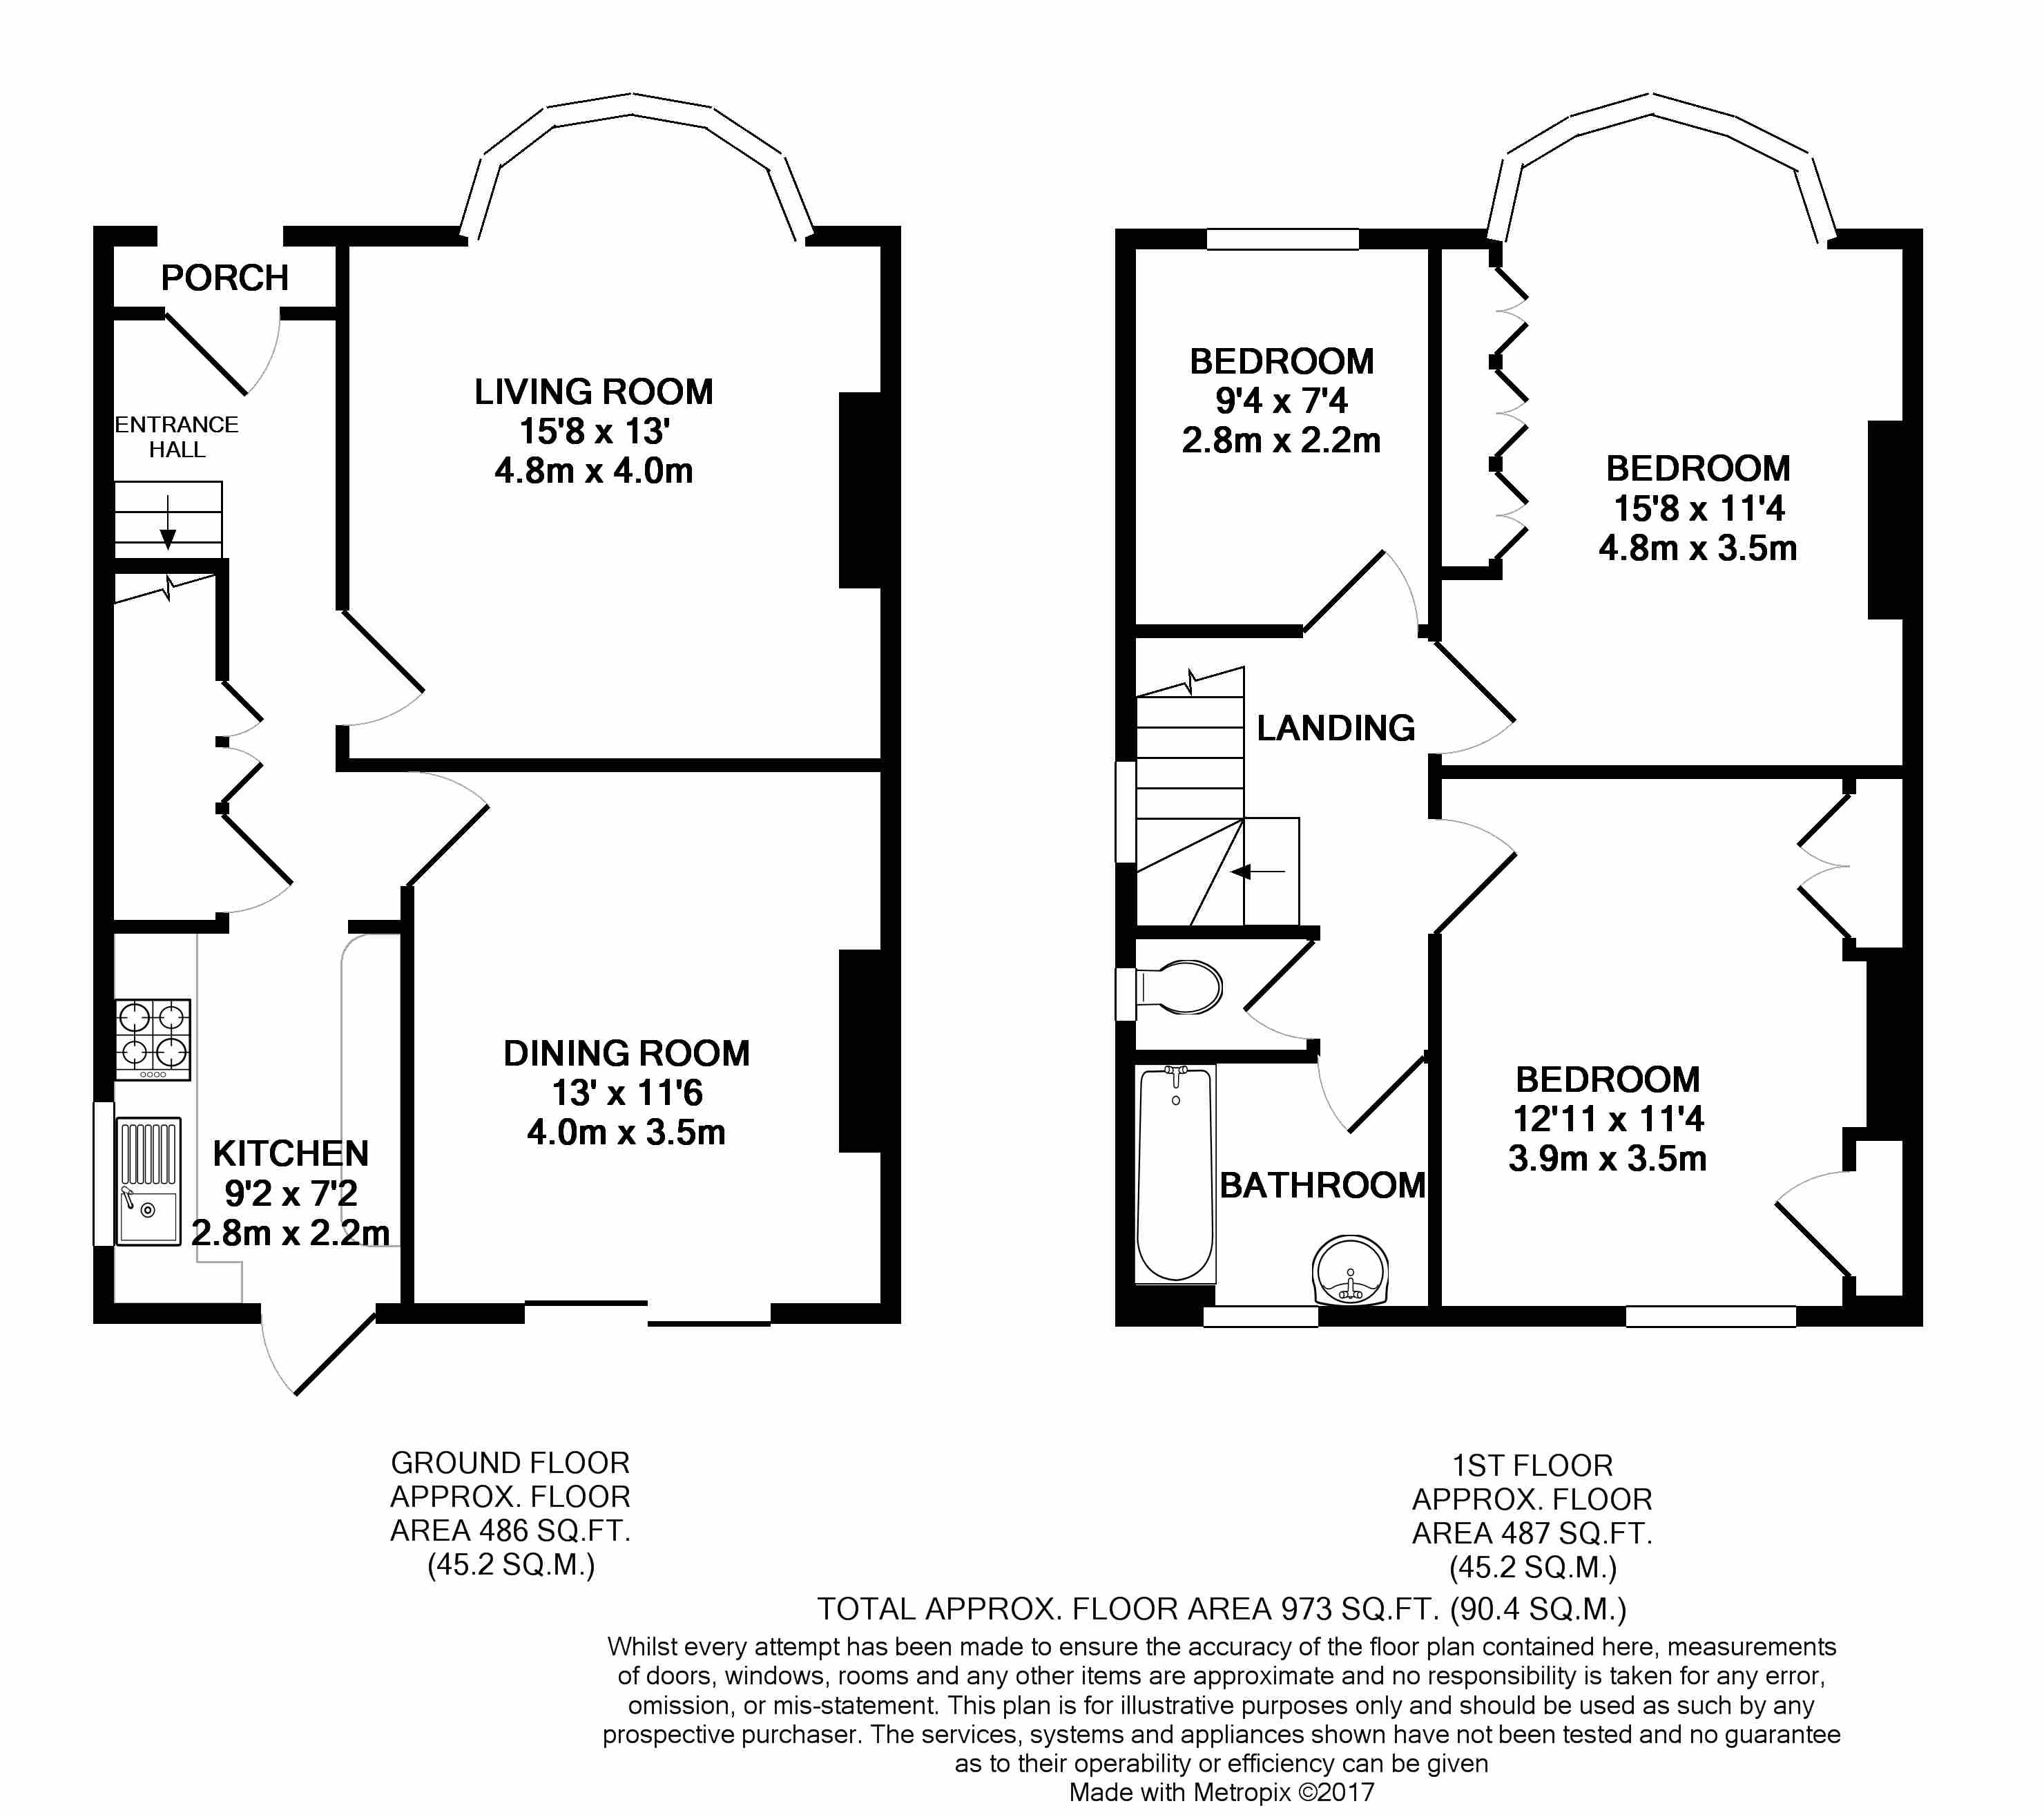 PORCH
ENTRANCE
HALL
LIVING ROOM
15'8 x 13'
4.8m x 4.0m
DINING ROOM
13' x 11'6
4.0m x 3.5m
KITCHEN
9'2 x 7'2
2.8m x 2.2m
GROUND FLOOR
APPROX. FLOOR
AREA 486 SQ.FT.
(45.2 SQ.M.)
BEDROOM
9'4 x 7'4
2.8m x 2.2m
BEDROOM
15'8 x 11'4
4.8m x 3.5m
LANDING
BEDROOM
12'11 x 11'4
3.9m x 3.5m
BATHROOM
1ST FLOOR
APPROX. FLOOR
AREA 487 SQ.FT.
(45.2 SQ.M.)
TOTAL APPROX. FLOOR AREA 973 SQ.FT. (90.4 SQ.M.)
Whilst every attempt has been made to ensure the accuracy of the floor plan contained here, measurements
of doors, windows, rooms and any other items are approximate and no responsibility is taken for any error,
omission, or mis-statement. This plan is for illustrative purposes only and should be used as such by any
prospective purchaser. The services, systems and appliances shown have not been tested and no guarantee
as to their operability or efficiency can be given
Made with Metropix ©2017